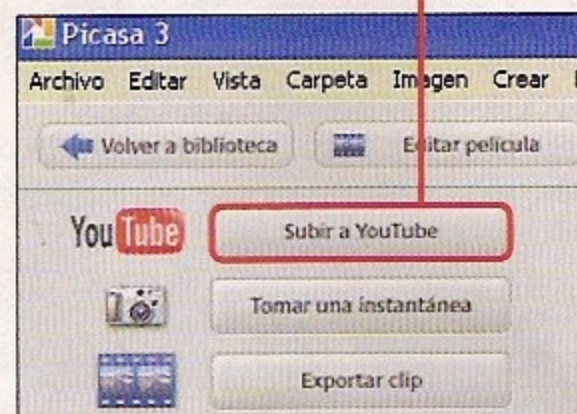 Picasa 3
Archivo Editar Vista Carpeta Imagen Crear
Volver a biblioteca Editar película
YouTube Subir a YouTube
Tomar una instantánea
Exportar clip